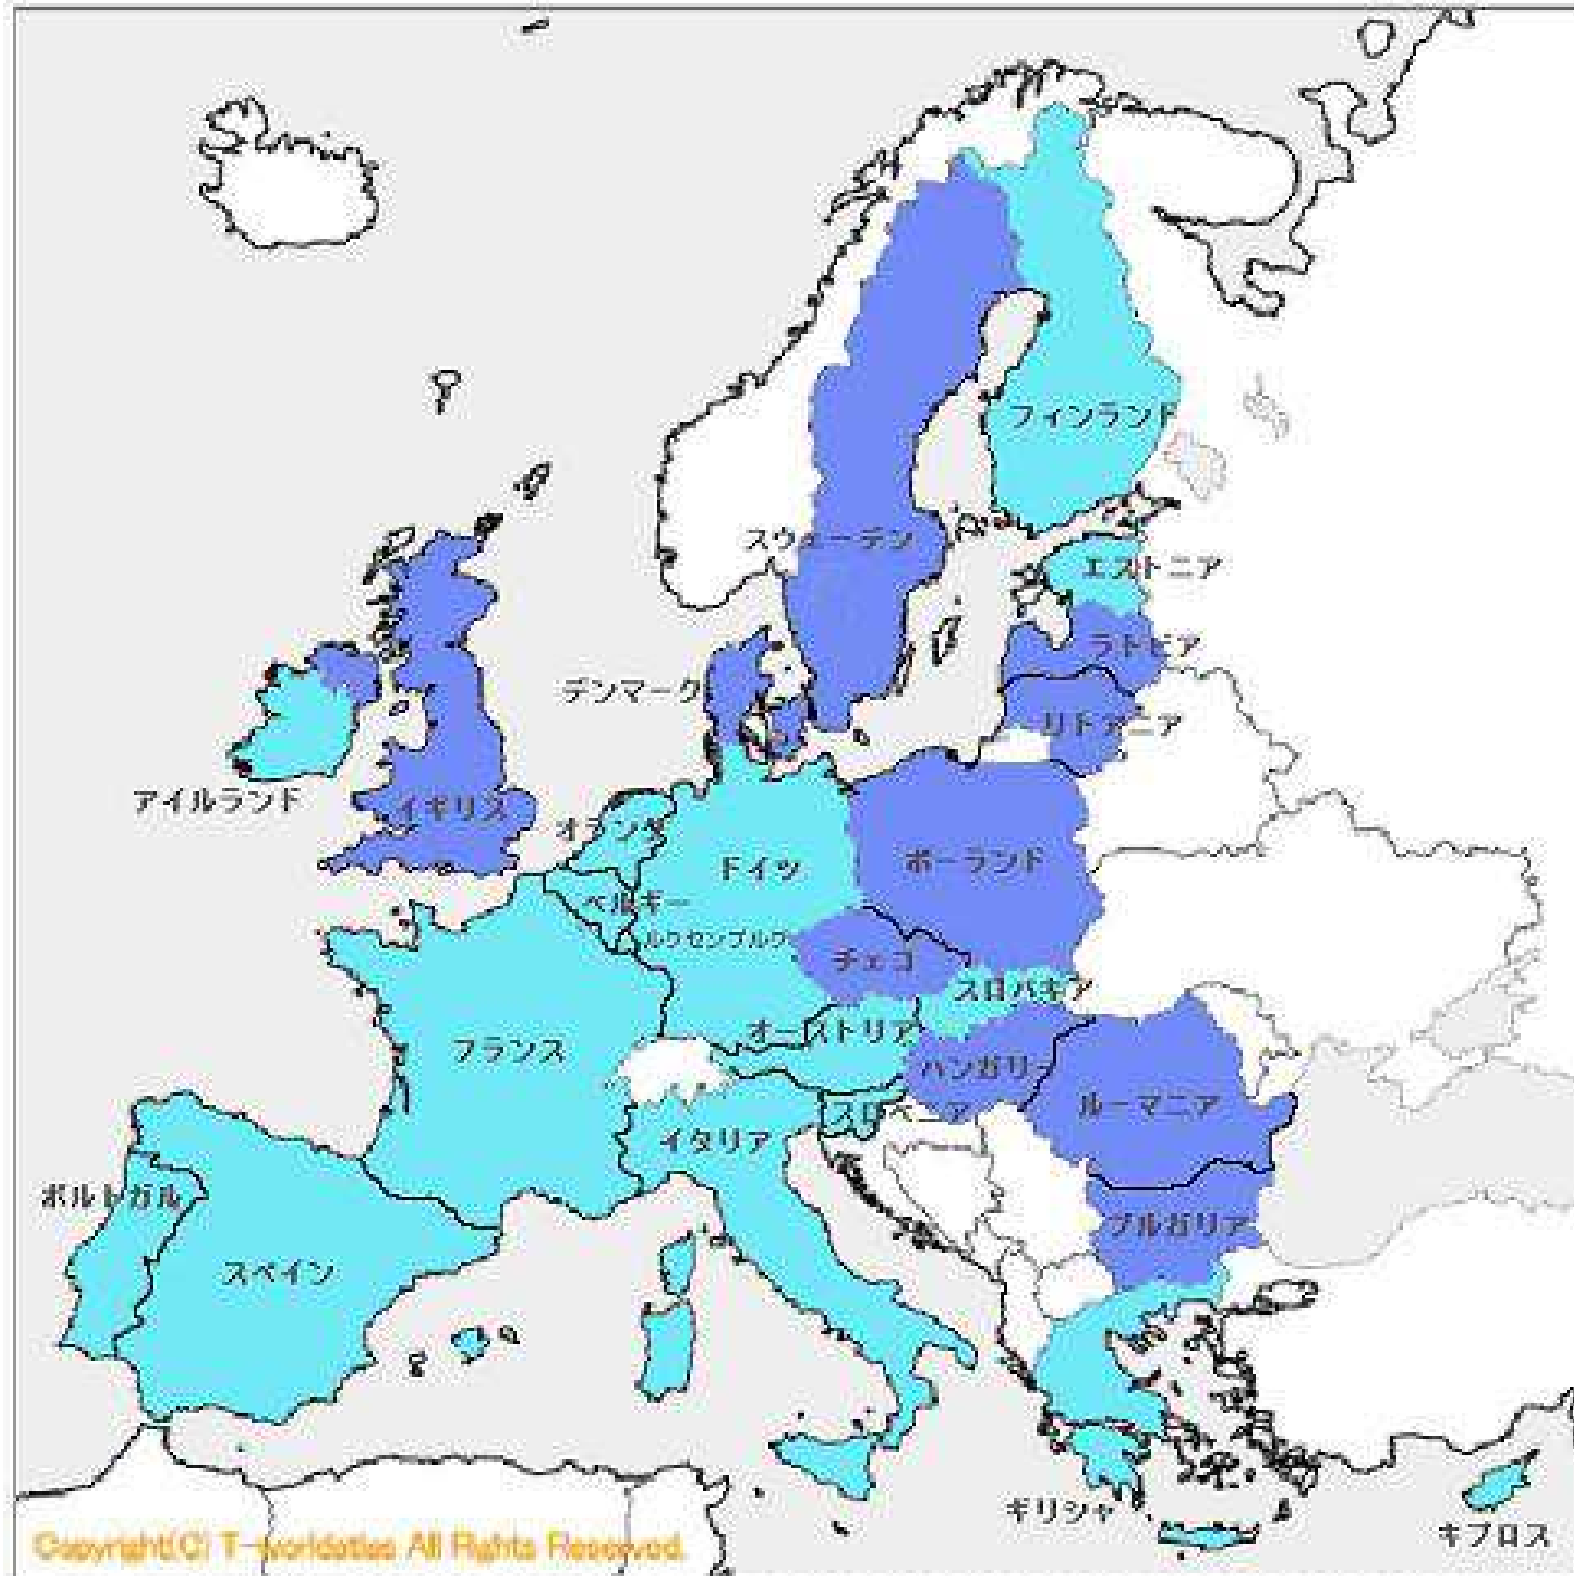 フィンランド
スウェーデン
エストニア
ラトビア
デンマーク
リトアニア
アイルランド
イギリス
オランダ
ドイツ
ポーランド
ベルギー
ルクセンブルク
チェコ
スロバキア
オーストリア
フランス
ハンガリー
スロベニア
ルーマニア
イタリア
ポルトガル
ブルガリア
スペイン
ギリシャ
キプロス
Copyright(C) T-worldatlas All Rights Reserved.